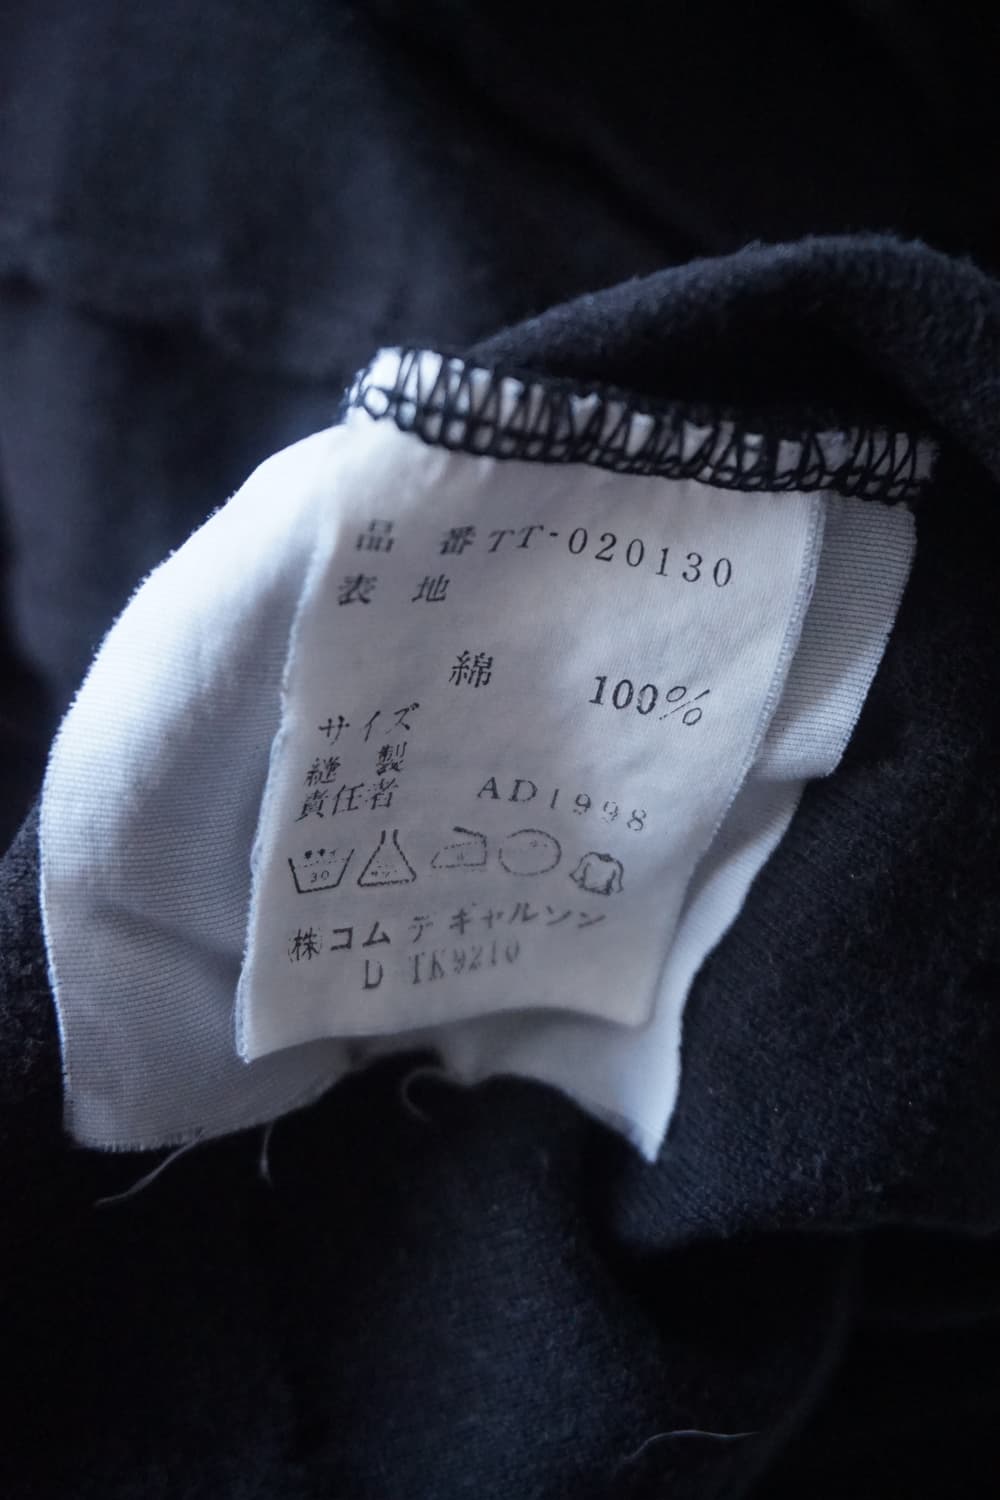 品 番 TT-020130
表 地
綿 100%
サイズ
縫 製
責任者 AD1998
30
(株)コム デ ギャルソン
D TK9210